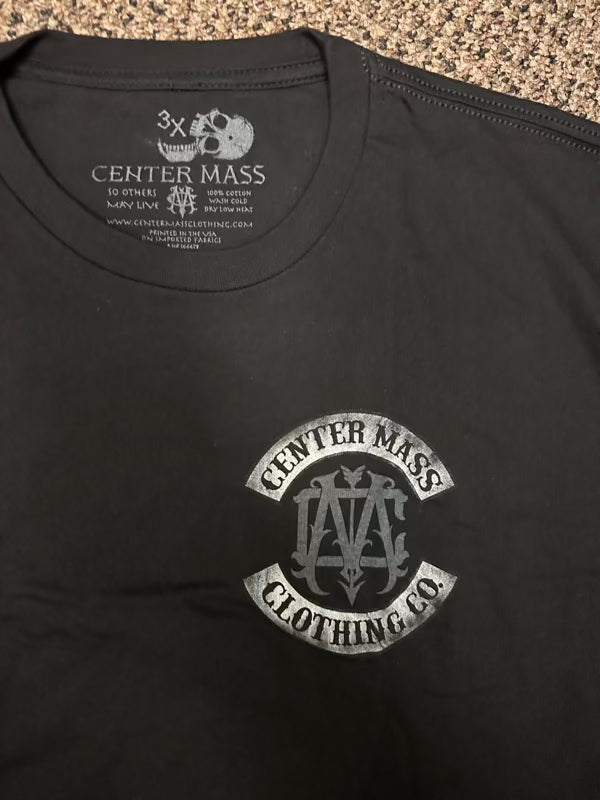 3X
CENTER MASS
SO OTHERS
MAY LIVE
100% COTTON
WASH COLD
DRY LOW HEAT
WWW.CENTERMASSCLOTHING.COM
PRINTED IN THE USA
ON IMPORTED FABRICS
CENTER MASS
CLOTHING CO.